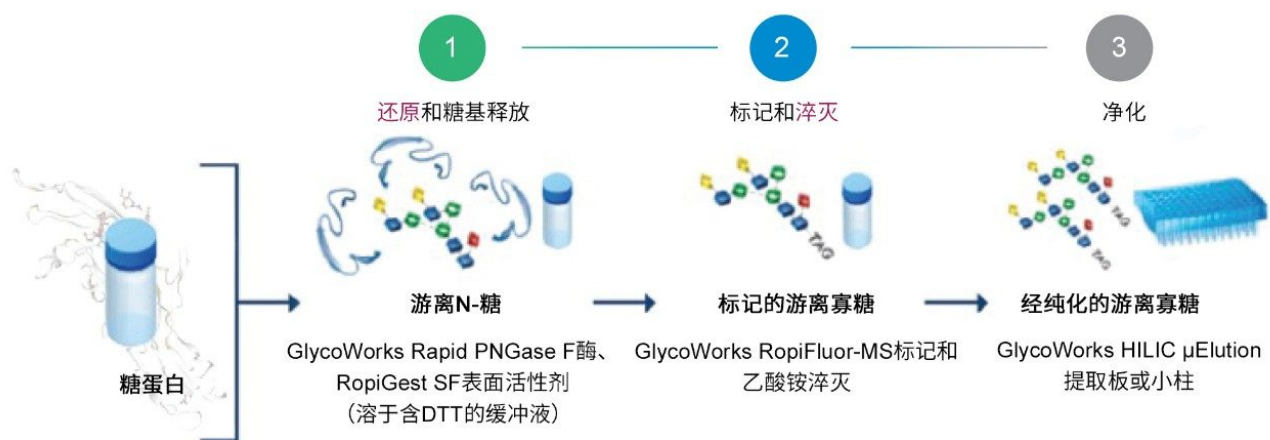 1
2
3
还原和糖基释放
标记和淬灭
净化
TAG
TAG
TAG
糖蛋白
游离N-糖
标记的游离寡糖
经纯化的游离寡糖
GlycoWorks Rapid PNGase F酶、
RopiGest SF表面活性剂
（溶于含DTT的缓冲液）
GlycoWorks RopiFluor-MS标记和
乙酸铵淬灭
GlycoWorks HILIC µElution
提取板或小柱